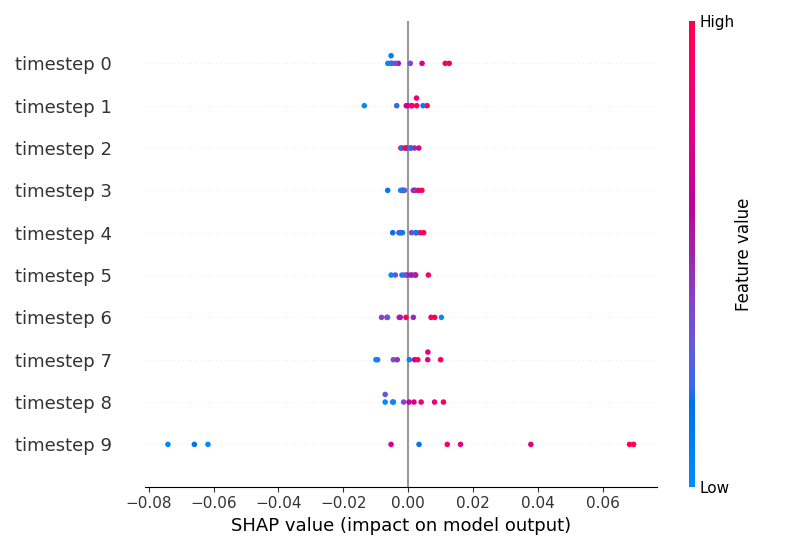 High
timestep 0
timestep 1
timestep 2
timestep 3
timestep 4
timestep 5
timestep 6
timestep 7
timestep 8
timestep 9
Feature value
Low
−0.08 −0.06 −0.04 −0.02 0.00 0.02 0.04 0.06
SHAP value (impact on model output)